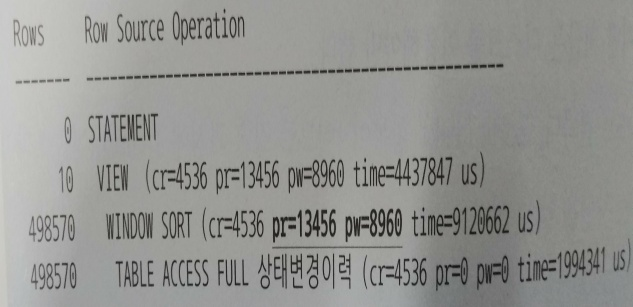 Rows Row Source Operation
------- ---------------------------------------------------
0 STATEMENT
10 VIEW (cr=4536 pr=13456 pw=8960 time=4437847 us)
498570 WINDOW SORT (cr=4536 pr=13456 pw=8960 time=9120662 us)
498570 TABLE ACCESS FULL 상태변경이력 (cr=4536 pr=0 pw=0 time=1994341 us)